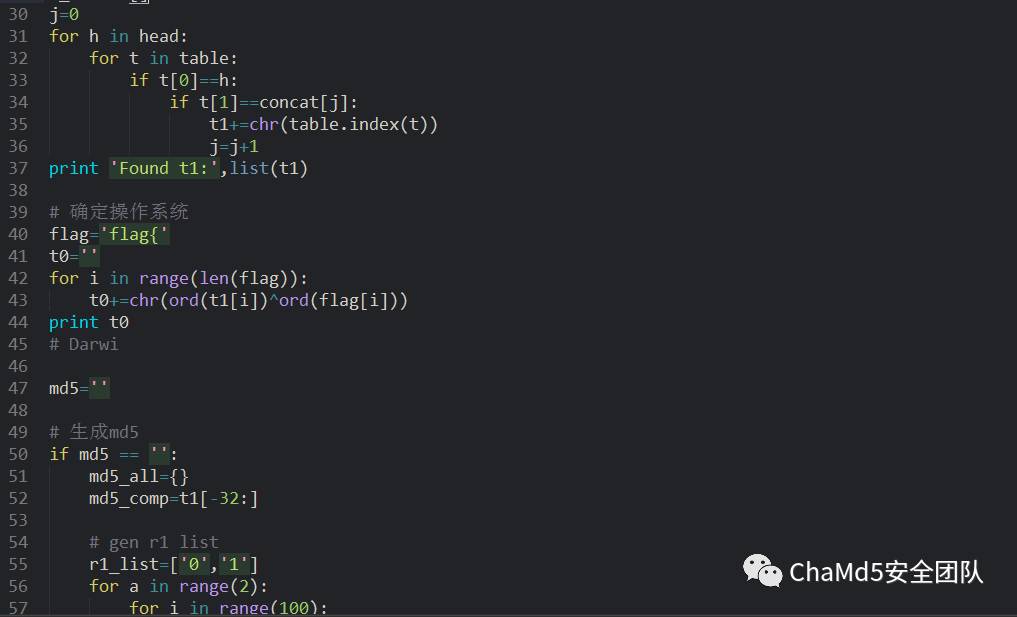 30 j=0
31 for h in head:
32     for t in table:
33         if t[0]==h:
34             if t[1]==concat[j]:
35                 t1+=chr(table.index(t))
36                 j=j+1
37 print 'Found t1:',list(t1)
38
39 # 确定操作系统
40 flag='flag{'
41 t0=''
42 for i in range(len(flag)):
43     t0+=chr(ord(t1[i])^ord(flag[i]))
44 print t0
45 # Darwi
46
47 md5=''
48
49 # 生成md5
50 if md5 == '':
51     md5_all={}
52     md5_comp=t1[-32:]
53
54     # gen r1 list
55     r1_list=['0','1']
56     for a in range(2):
57         for i in range(100):
ChaMd5安全团队